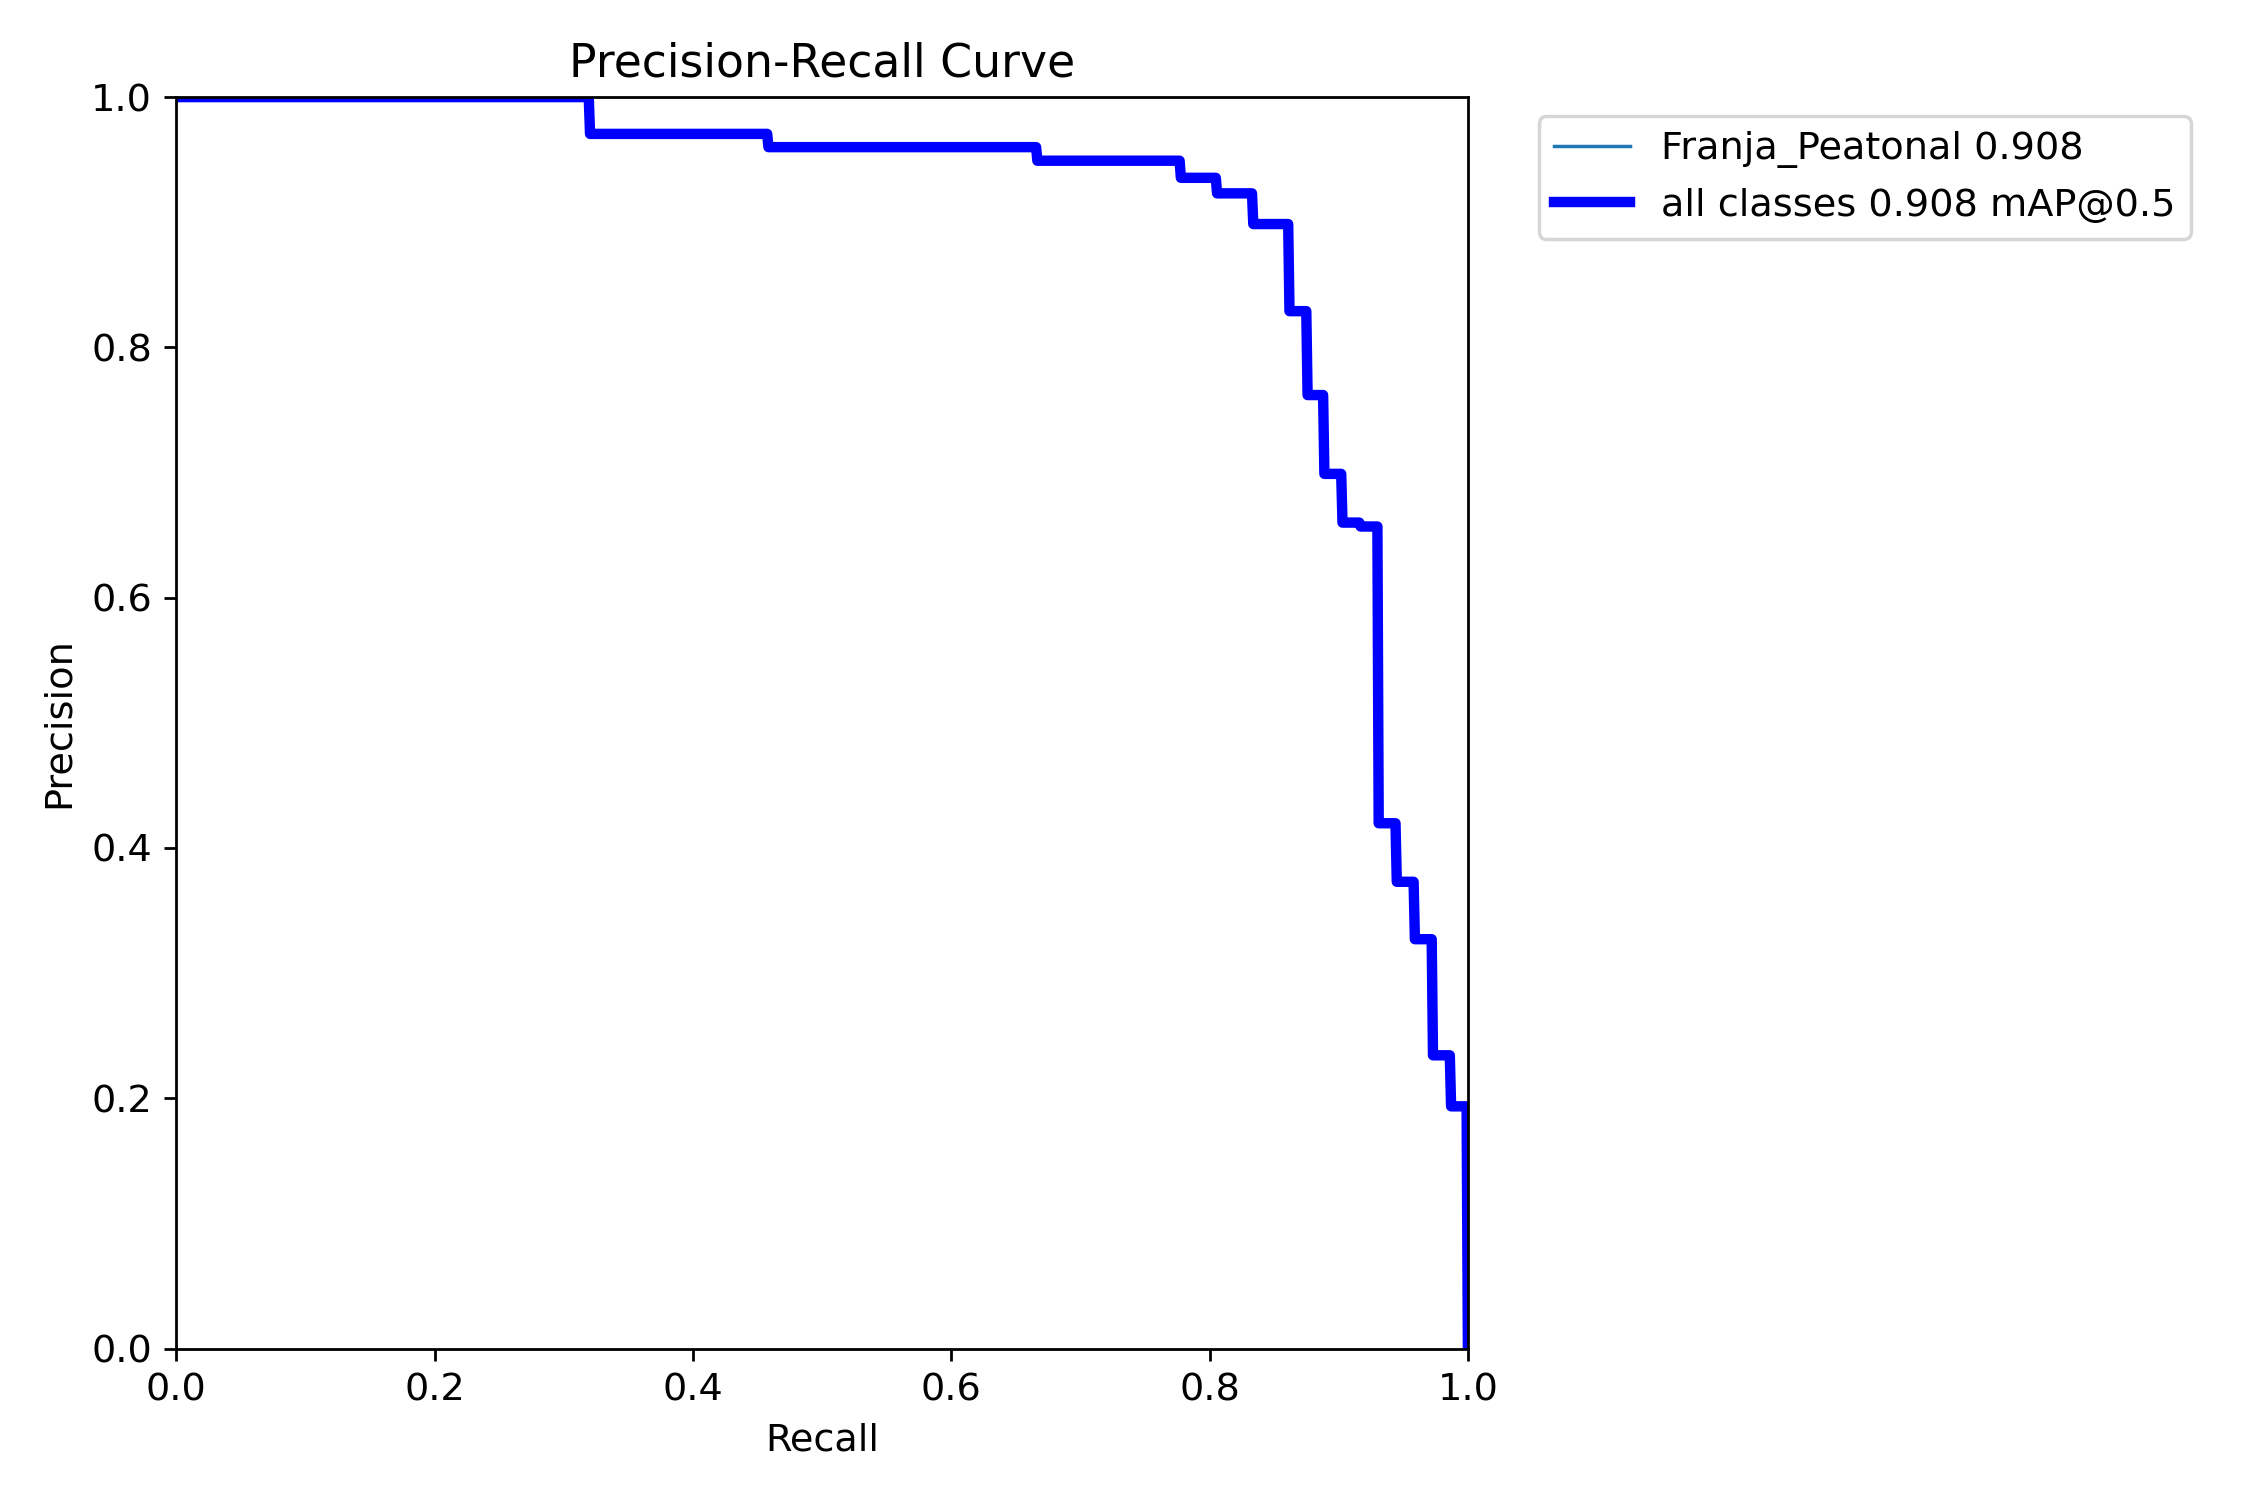 Precision-Recall Curve
Franja_Peatonal 0.908
all classes 0.908 mAP@0.5
1.0
0.8
0.6
0.4
0.2
0.0
Precision
0.0 0.2 0.4 0.6 0.8 1.0
Recall